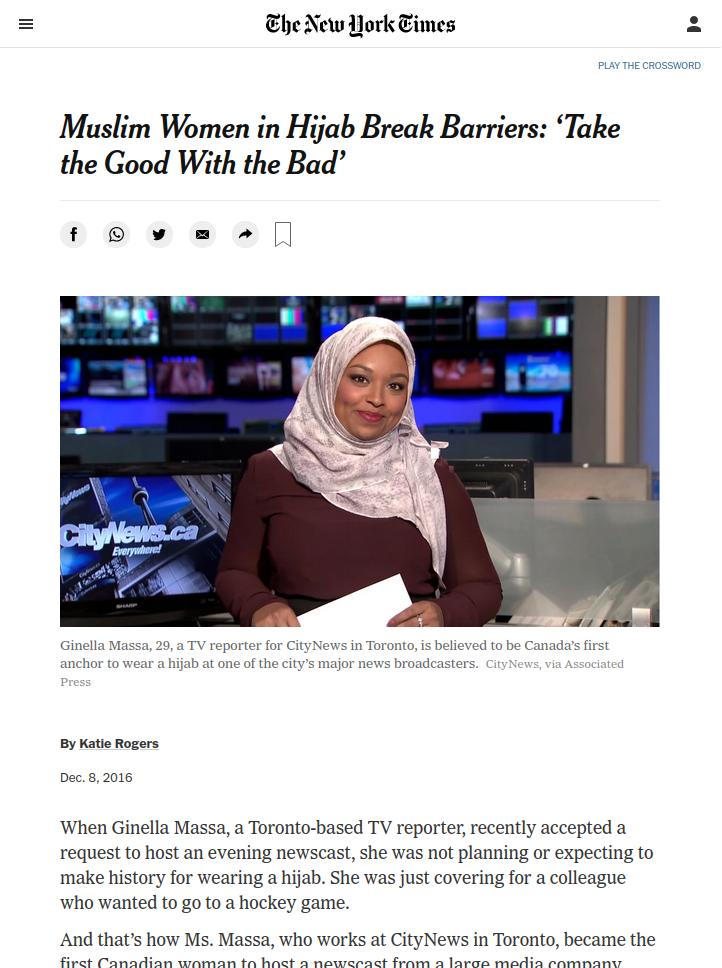 The New York Times
PLAY THE CROSSWORD
Muslim Women in Hijab Break Barriers: ‘Take
the Good With the Bad’
CityNews.ca
Everywhere!
SHARP
Ginella Massa, 29, a TV reporter for CityNews in Toronto, is believed to be Canada’s first
anchor to wear a hijab at one of the city’s major news broadcasters. CityNews, via Associated
Press
By Katie Rogers
Dec. 8, 2016
When Ginella Massa, a Toronto-based TV reporter, recently accepted a
request to host an evening newscast, she was not planning or expecting to
make history for wearing a hijab. She was just covering for a colleague
who wanted to go to a hockey game.
And that’s how Ms. Massa, who works at CityNews in Toronto, became the
first Canadian woman to host a newscast from a large media company